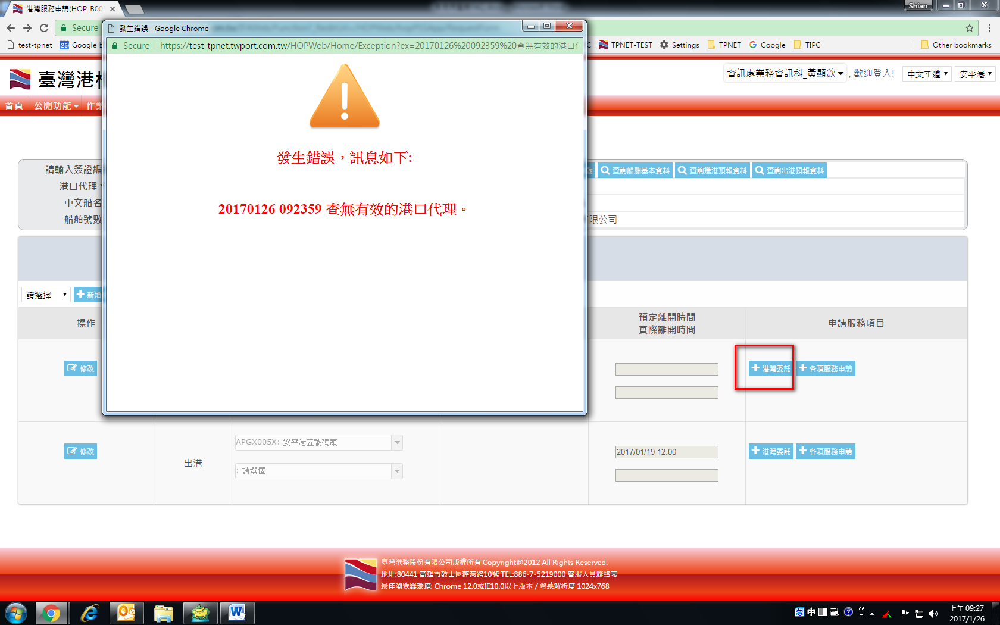 港灣服務申請(HOP_B00
Shian
Secure
發生錯誤 - Google Chrome
Secure
https://test-tpnet.twport.com.tw/HOPWeb/Home/Exception?ex=20170126%20092359%20查無有效的港口代
test-tpnet
Google
TPNET-TEST
Settings
TPNET
Google
TIPC
Other bookmarks
臺灣港
資訊處業務資訊科_黃顯欽 , 歡迎登入!
中文正體
安平港
首頁 公開功能 作業
發生錯誤，訊息如下:
20170126 092359 查無有效的港口代理。
請輸入簽證編
號 查詢船舶基本資料 查詢進港預報資料 查詢出港預報資料
港口代理 *
中文船名
船舶號數
限公司
請選擇 新增
操作
預定離開時間
實際離開時間
申請服務項目
修改
港灣委託 各項服務申請
修改
出港
APGX005X: 安平港五號碼頭
: 請選擇
2017/01/19 12:00
港灣委託 各項服務申請
臺灣港務股份有限公司版權所有 Copyright@2012 All Rights Reserved.
地址:80441 高雄市鼓山區蓬萊路10號 TEL:886-7-5219000 客服人員聯絡表
最佳瀏覽器環境: Chrome 12.0或IE10.0以上版本 / 螢幕解析度 1024x768
中
上午 09:27
2017/1/26